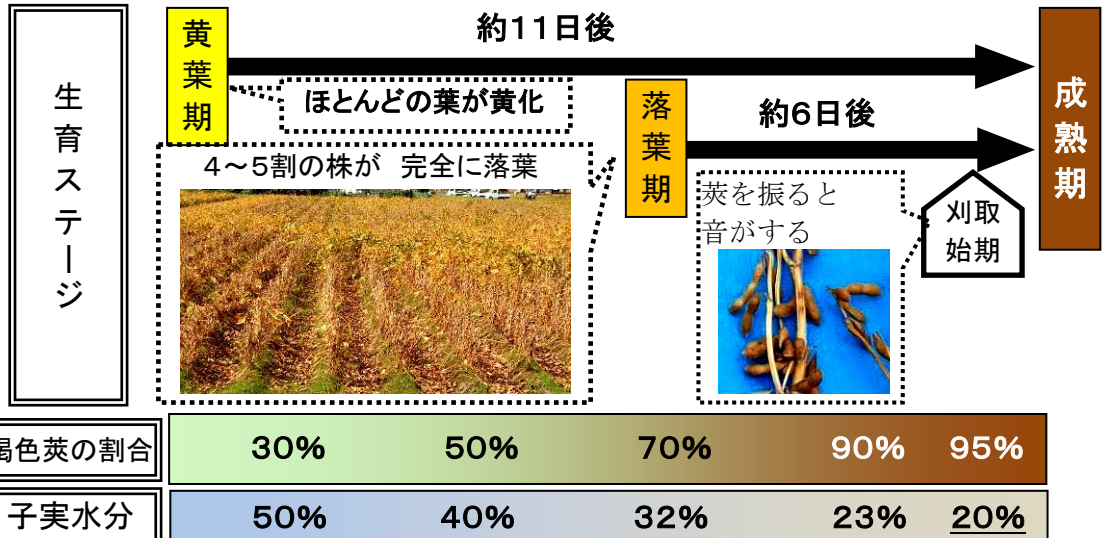 生育ステージ
黄葉期
約11日後
ほとんどの葉が黄化
落葉期
約6日後
成熟期
4～5割の株が 完全に落葉
莢を振ると
音がする
刈取
始期
褐色莢の割合 30% 50% 70% 90% 95%
子実水分 50% 40% 32% 23% 20%